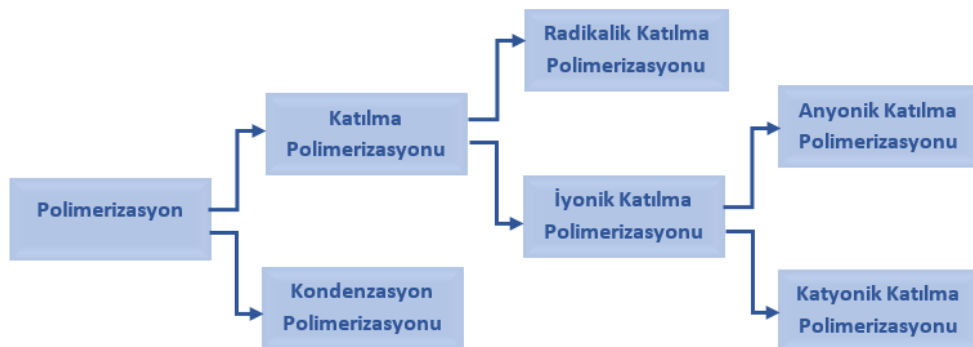 Polimerizasyon
Katılma
Polimerizasyonu
Kondenzasyon
Polimerizasyonu
Radikalik Katılma
Polimerizasyonu
İyonik Katılma
Polimerizasyonu
Anyonik Katılma
Polimerizasyonu
Katyonik Katılma
Polimerizasyonu